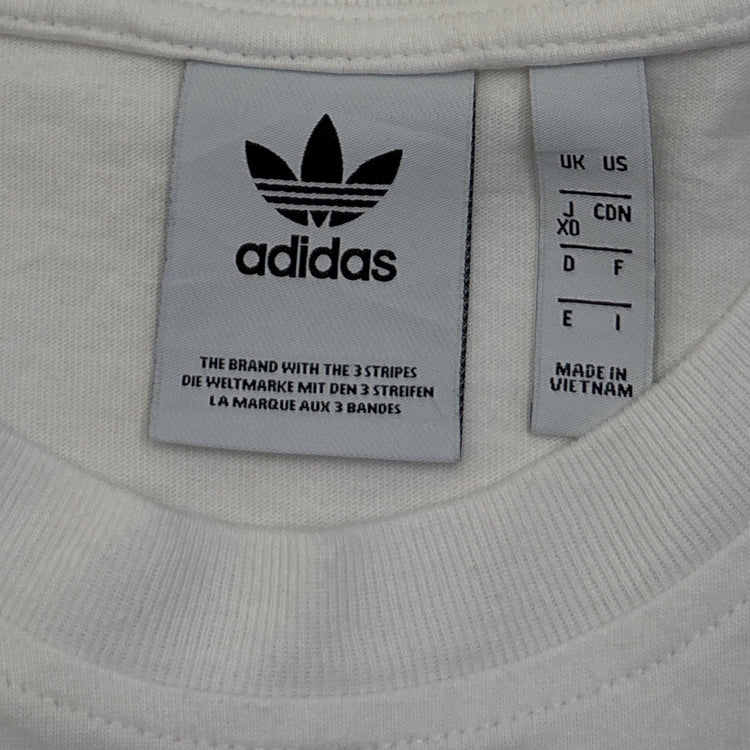 adidas
THE BRAND WITH THE 3 STRIPES
DIE WELTMARKE MIT DEN 3 STREIFEN
LA MARQUE AUX 3 BANDES
UK US
J CDN
XO
D F
E I
MADE IN
VIETNAM